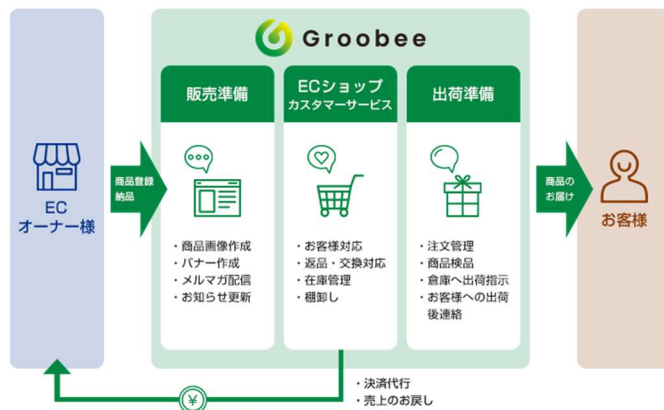 Groobee
販売準備
ECショップ
カスタマーサービス
出荷準備
EC
オーナー様
商品登録
納品
・商品画像作成
・バナー作成
・メルマガ配信
・お知らせ更新
・お客様対応
・返品・交換対応
・在庫管理
・棚卸し
・注文管理
・商品検品
・倉庫へ出荷指示
・お客様への出荷
後連絡
商品の
お届け
お客様
¥
・決済代行
・売上のお戻し